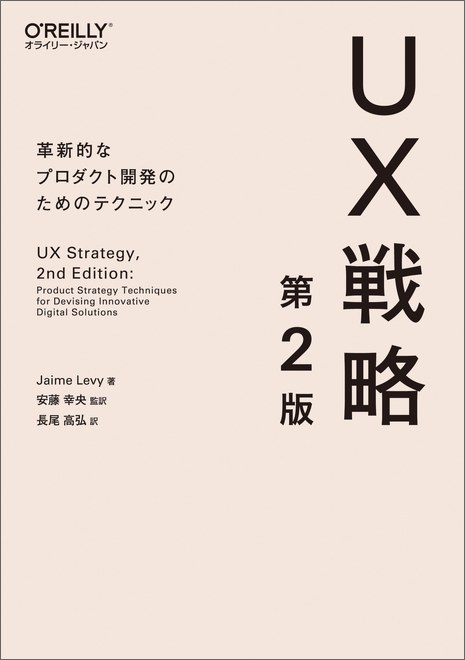 O'REILLY®
オライリー・ジャパン
UX戦略
第2版
革新的な
プロダクト開発の
ためのテクニック
UX Strategy,
2nd Edition:
Product Strategy Techniques
for Devising Innovative
Digital Solutions
Jaime Levy 著
安藤 幸央 監訳
長尾 高弘 訳